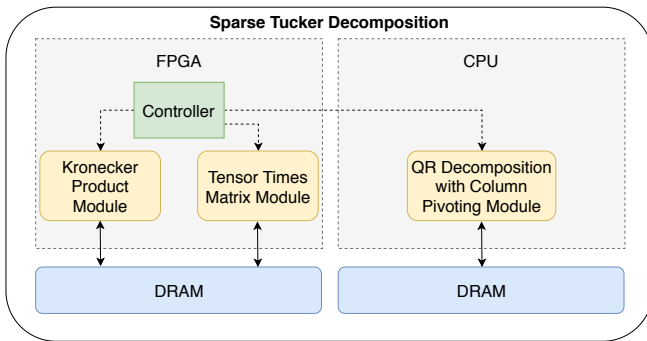 Sparse Tucker Decomposition
FPGA
CPU
Controller
Kronecker
Product
Module
Tensor Times
Matrix Module
QR Decomposition
with Column
Pivoting Module
DRAM
DRAM